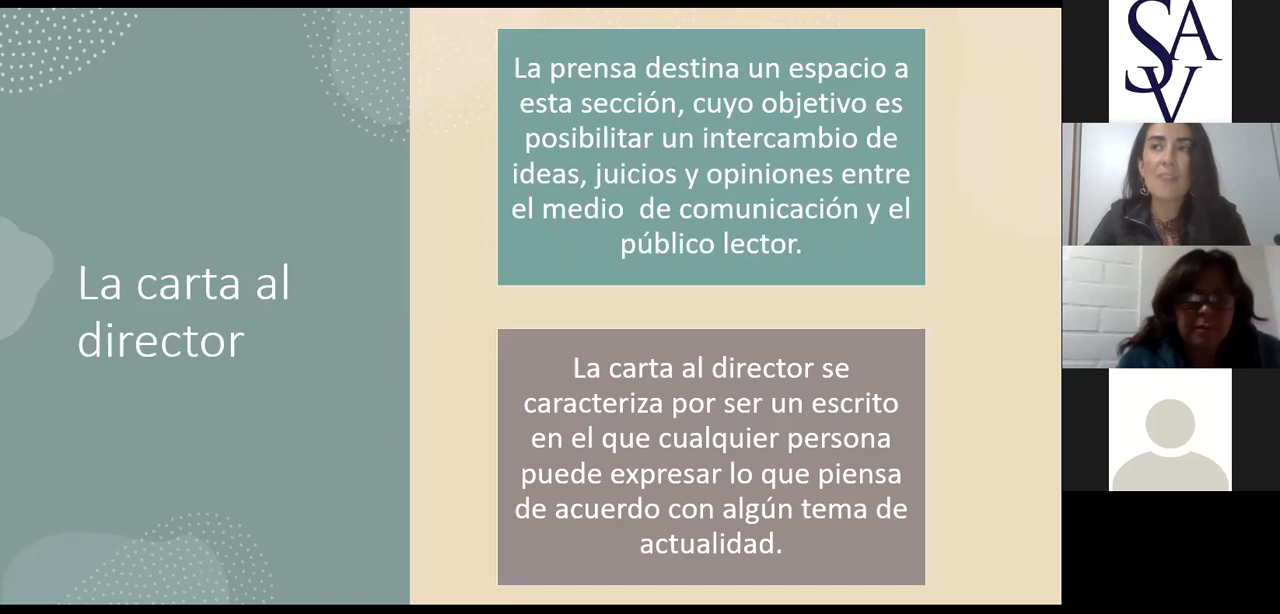 La carta al
director
La prensa destina un espacio a
esta sección, cuyo objetivo es
posibilitar un intercambio de
ideas, juicios y opiniones entre
el medio  de comunicación y el
público lector.
La carta al director se
caracteriza por ser un escrito
en el que cualquier persona
puede expresar lo que piensa
de acuerdo con algún tema de
actualidad.
SAV